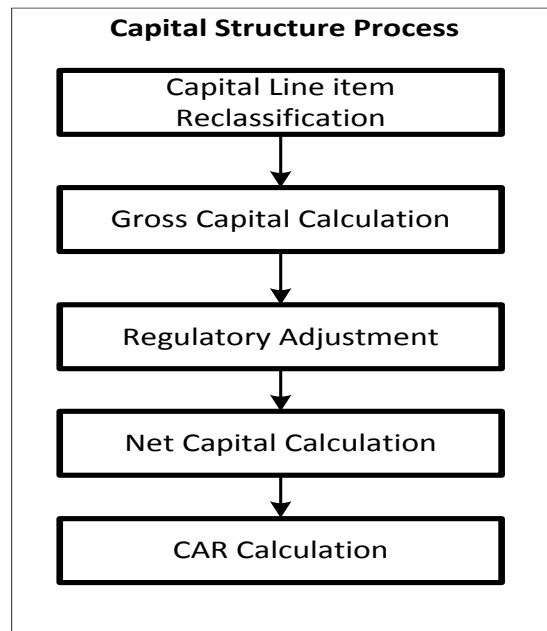 Capital Structure Process
Capital Line item
Reclassification
Gross Capital Calculation
Regulatory Adjustment
Net Capital Calculation
CAR Calculation